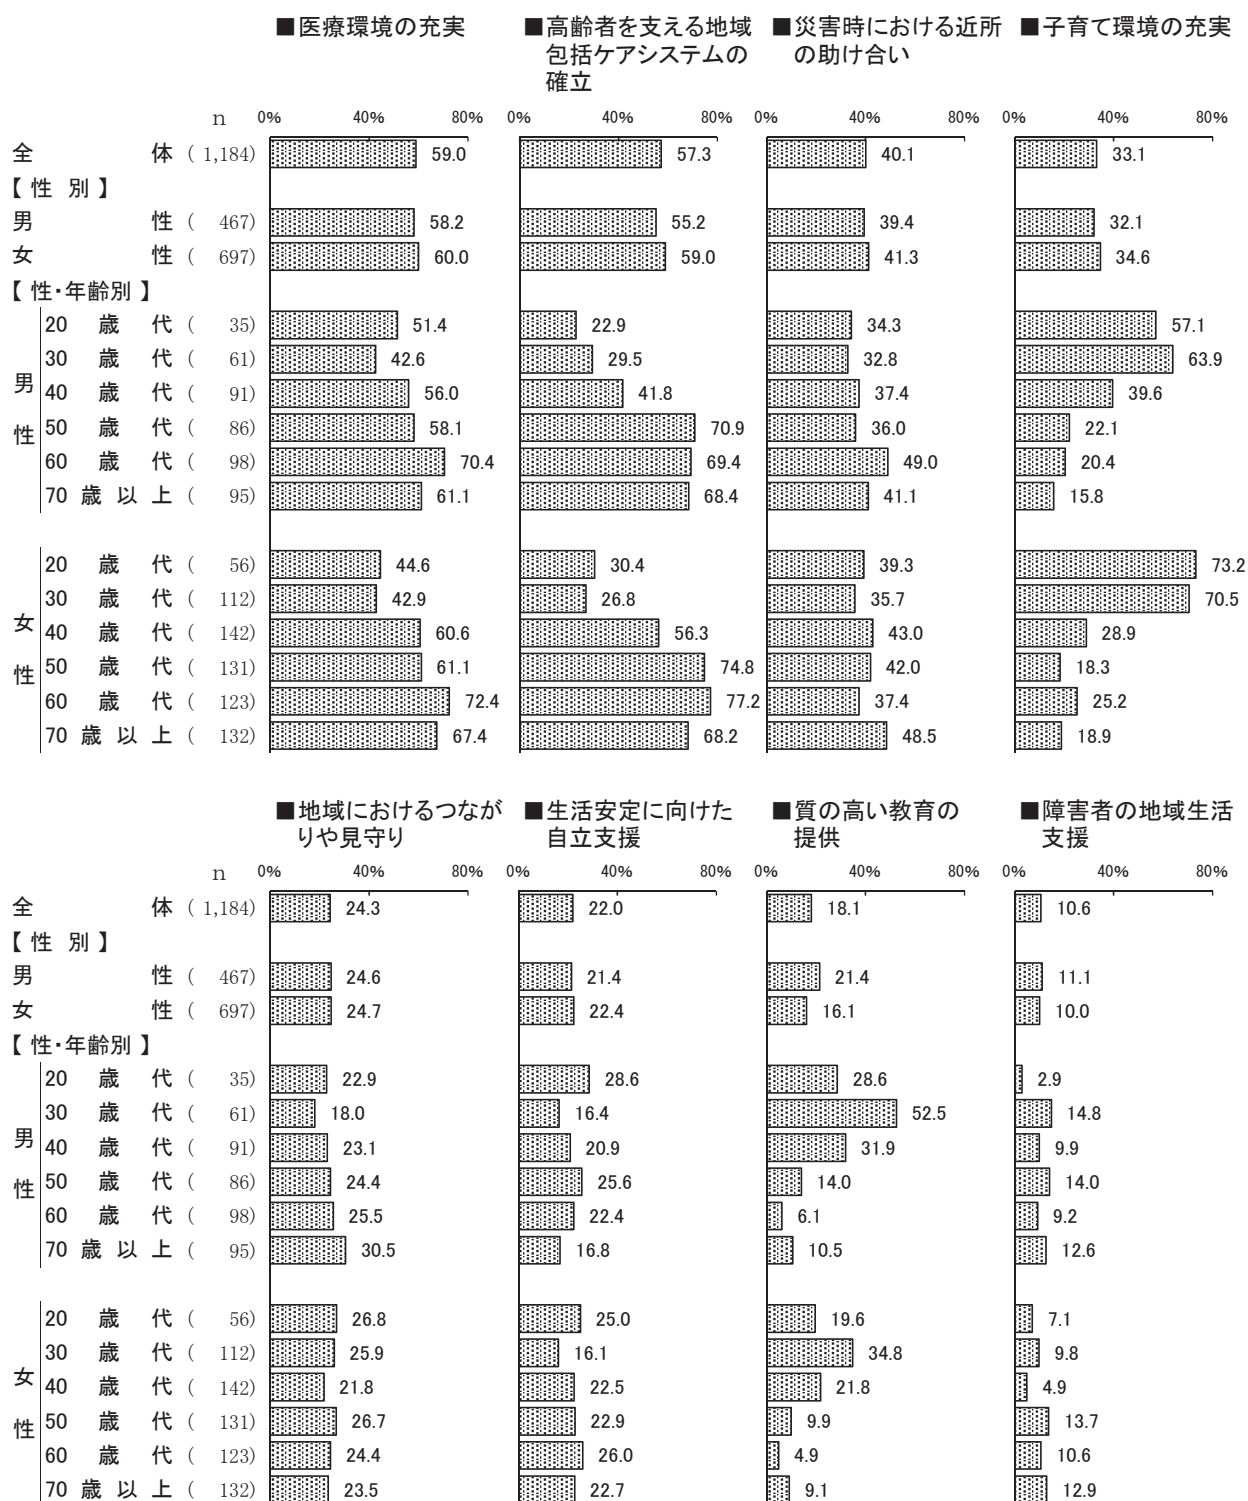 ■医療環境の充実 ■高齢者を支える地域 ■災害時における近所 ■子育て環境の充実
包括ケアシステムの の助け合い
確立
n 0% 40% 80% 0% 40% 80% 0% 40% 80% 0% 40% 80%
全 体 ( 1,184) 59.0 57.3 40.1 33.1
【 性 別 】
男 性 ( 467) 58.2 55.2 39.4 32.1
女 性 ( 697) 60.0 59.0 41.3 34.6
【 性・年齢別 】
男性
20 歳 代 ( 35) 51.4 22.9 34.3 57.1
30 歳 代 ( 61) 42.6 29.5 32.8 63.9
40 歳 代 ( 91) 56.0 41.8 37.4 39.6
50 歳 代 ( 86) 58.1 70.9 36.0 22.1
60 歳 代 ( 98) 70.4 69.4 49.0 20.4
70 歳 以 上 ( 95) 61.1 68.4 41.1 15.8
女性
20 歳 代 ( 56) 44.6 30.4 39.3 73.2
30 歳 代 ( 112) 42.9 26.8 35.7 70.5
40 歳 代 ( 142) 60.6 56.3 43.0 28.9
50 歳 代 ( 131) 61.1 74.8 42.0 18.3
60 歳 代 ( 123) 72.4 77.2 37.4 25.2
70 歳 以 上 ( 132) 67.4 68.2 48.5 18.9
■地域におけるつなが ■生活安定に向けた ■質の高い教育の ■障害者の地域生活
りや見守り 自立支援 提供 支援
n 0% 40% 80% 0% 40% 80% 0% 40% 80% 0% 40% 80%
全 体 ( 1,184) 24.3 22.0 18.1 10.6
【 性 別 】
男 性 ( 467) 24.6 21.4 21.4 11.1
女 性 ( 697) 24.7 22.4 16.1 10.0
【 性・年齢別 】
男性
20 歳 代 ( 35) 22.9 28.6 28.6 2.9
30 歳 代 ( 61) 18.0 16.4 52.5 14.8
40 歳 代 ( 91) 23.1 20.9 31.9 9.9
50 歳 代 ( 86) 24.4 25.6 14.0 14.0
60 歳 代 ( 98) 25.5 22.4 6.1 9.2
70 歳 以 上 ( 95) 30.5 16.8 10.5 12.6
女性
20 歳 代 ( 56) 26.8 25.0 19.6 7.1
30 歳 代 ( 112) 25.9 16.1 34.8 9.8
40 歳 代 ( 142) 21.8 22.5 21.8 4.9
50 歳 代 ( 131) 26.7 22.9 9.9 13.7
60 歳 代 ( 123) 24.4 26.0 4.9 10.6
70 歳 以 上 ( 132) 23.5 22.7 9.1 12.9